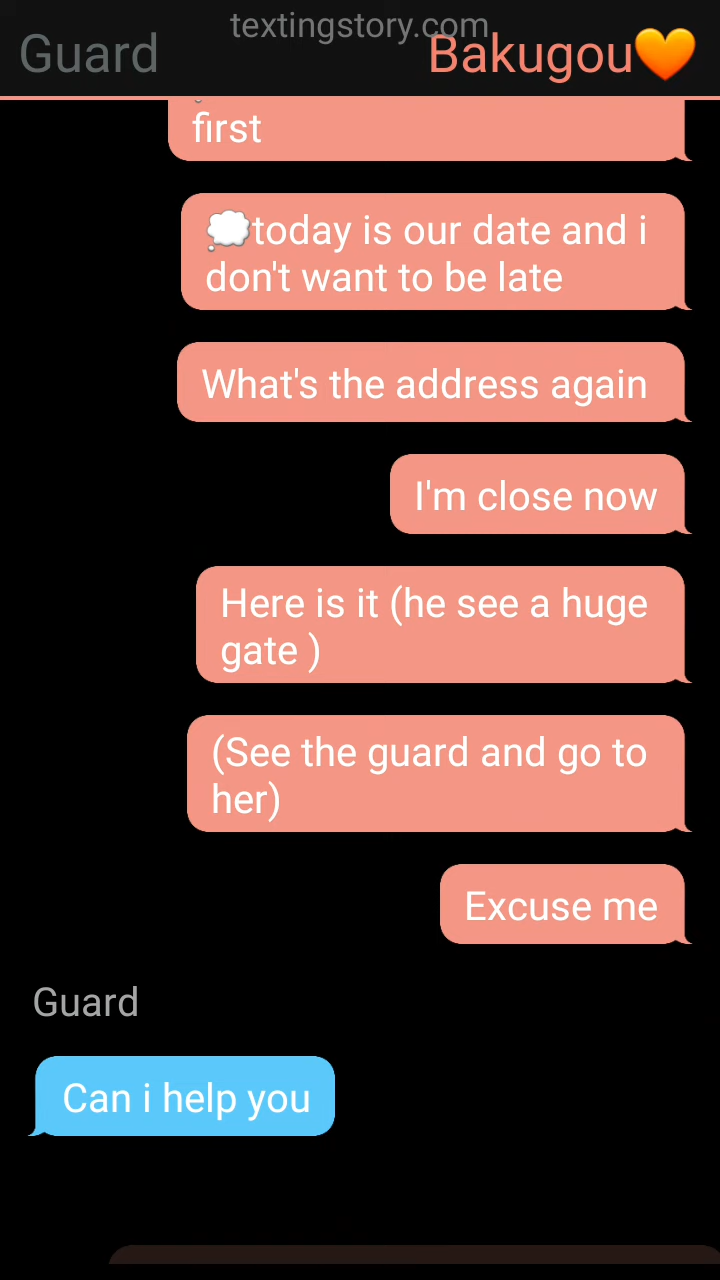 textingstory.com
Guard
Bakugou🧡
first
💭today is our date and i
don't want to be late
What's the address again
I'm close now
Here is it (he see a huge
gate )
(See the guard and go to
her)
Excuse me
Guard
Can i help you